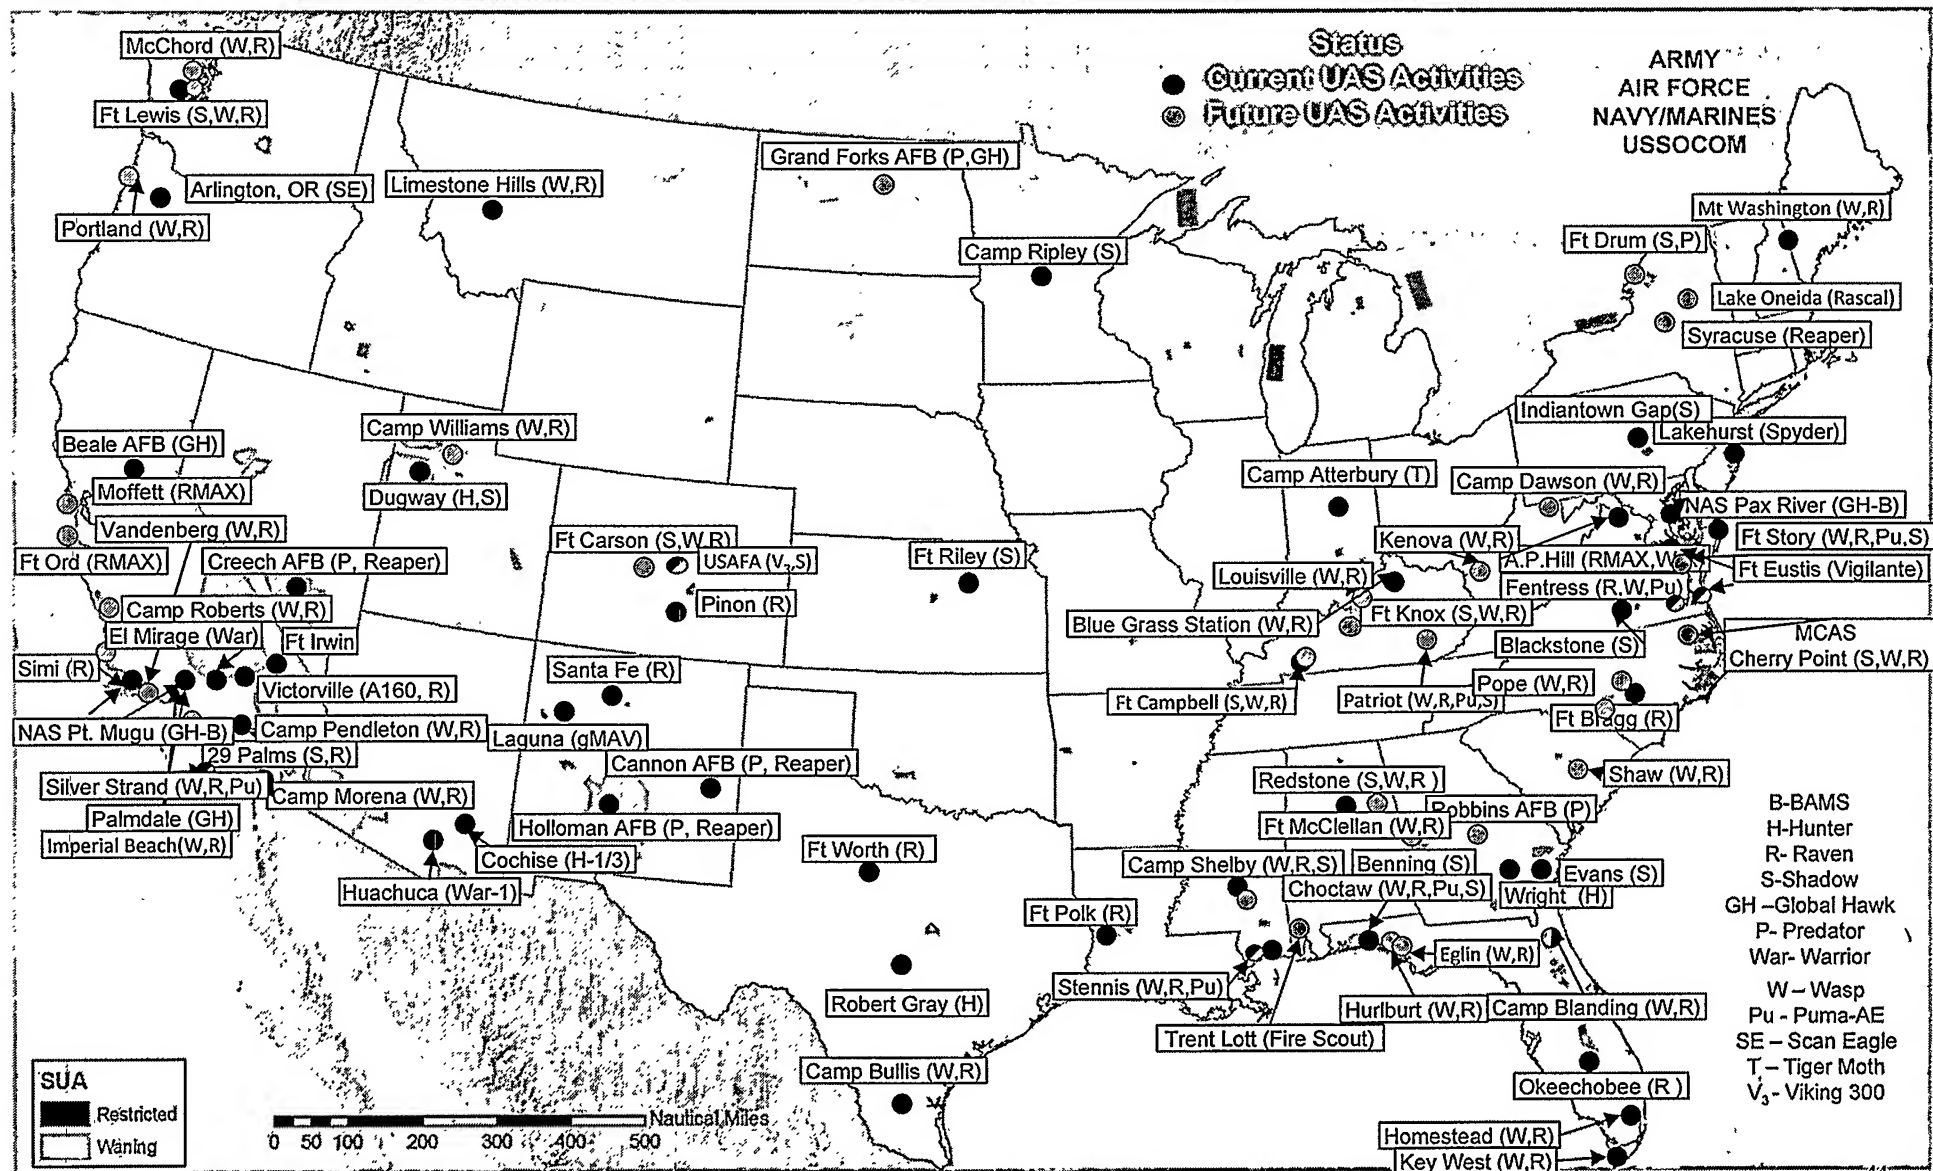 McChord (W,R)
Status
Current UAS Activities
Future UAS Activities
ARMY
AIR FORCE
NAVY/MARINES
USSOCOM
Ft Lewis (S,W,R)
Grand Forks AFB (P,GH)
Arlington, OR (SE)
Limestone Hills (W,R)
Portland (W,R)
Mt Washington (W,R)
Ft Drum (S,P)
Camp Ripley (S)
Lake Oneida (Rascal)
Syracuse (Reaper)
Indiantown Gap(S)
Lakehurst (Spyder)
Camp Williams (W,R)
Beale AFB (GH)
Moffett (RMAX)
Dugway (H,S)
Camp Atterbury (T)
Camp Dawson (W,R)
NAS Pax River (GH-B)
Vandenberg (W,R)
Ft Story (W,R,Pu,S)
Ft Ord (RMAX)
Creech AFB (P, Reaper)
Ft Carson (S,W,R)
USAFA (V3,S)
Ft Riley (S)
Kenova (W,R)
A.P.Hill (RMAX,W
Ft Eustis (Vigilante)
Louisville (W,R)
Fentress (R.W,Pu)
Pinon (R)
Camp Roberts (W,R)
Ft Knox (S,W,R)
Blue Grass Station (W,R)
El Mirage (War)
Ft Irwin
Blackstone (S)
MCAS
Cherry Point (S,W,R)
Simi (R)
Santa Fe (R)
Victorville (A160, R)
Pope (W,R)
Ft Campbell (S,W,R)
Patriot (W,R,Pu,S)
Ft Bragg (R)
NAS Pt. Mugu (GH-B)
Camp Pendleton (W,R)
Laguna (gMAV)
29 Palms (S,R)
Cannon AFB (P, Reaper)
Silver Strand (W,R,Pu)
Camp Morena (W,R)
Redstone (S,W,R )
Shaw (W,R)
Palmdale (GH)
Robbins AFB (P)
Imperial Beach(W,R)
Holloman AFB (P, Reaper)
Ft McClellan (W,R)
Cochise (H-1/3)
Ft Worth (R)
Huachuca (War-1)
Camp Shelby (W,R,S)
Benning (S)
Evans (S)
Choctaw (W,R,Pu,S)
Wright (H)
Ft Polk (R)
Eglin (W,R)
Stennis (W,R,Pu)
Robert Gray (H)
Hurlburt (W,R)
Camp Blanding (W,R)
Trent Lott (Fire Scout)
Camp Bullis (W,R)
Okeechobee (R )
Homestead (W,R)
Key West (W,R)
B-BAMS
H-Hunter
R- Raven
S-Shadow
GH –Global Hawk
P- Predator
War- Warrior
W – Wasp
Pu - Puma-AE
SE – Scan Eagle
T – Tiger Moth
V3 - Viking 300
SUA
Restricted
Warning
Nautical Miles
0 50 100 200 300 400 500